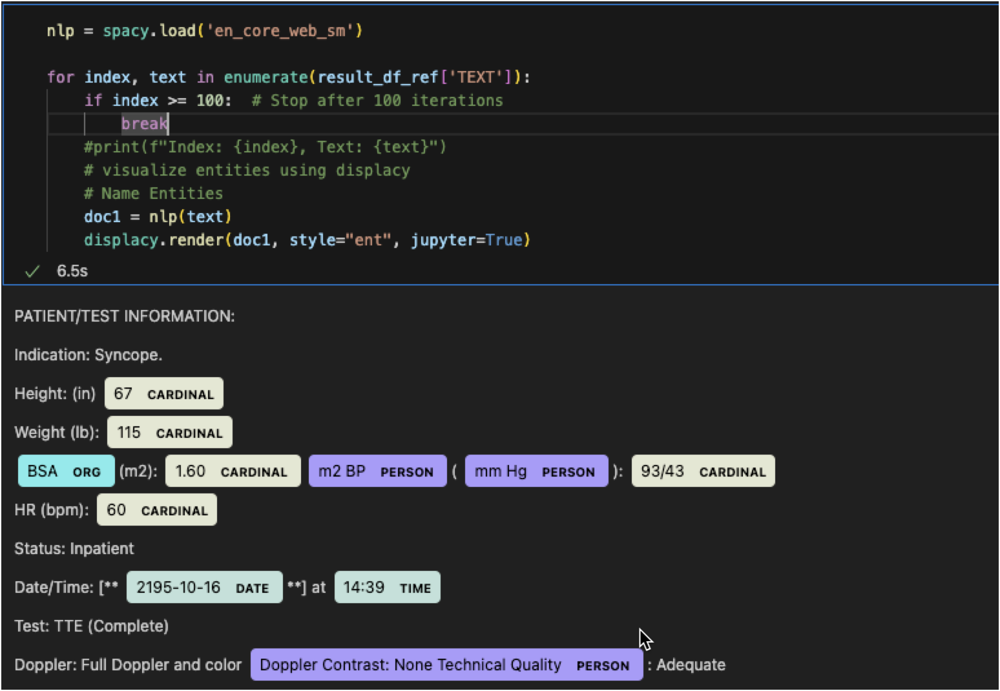 nlp = spacy.load('en_core_web_sm')
for index, text in enumerate(result_df_ref['TEXT']):
if index >= 100:  # Stop after 100 iterations
break
#print(f"Index: {index}, Text: {text}")
# visualize entities using displacy
# Name Entities
doc1 = nlp(text)
displacy.render(doc1, style="ent", jupyter=True)
6.5s
PATIENT/TEST INFORMATION:
Indication: Syncope.
Height: (in) 67 CARDINAL
Weight (lb): 115 CARDINAL
BSA ORG (m2): 1.60 CARDINAL m2 BP PERSON ( mm Hg PERSON ): 93/43 CARDINAL
HR (bpm): 60 CARDINAL
Status: Inpatient
Date/Time: [** 2195-10-16 DATE **] at 14:39 TIME
Test: TTE (Complete)
Doppler: Full Doppler and color Doppler Contrast: None Technical Quality PERSON : Adequate